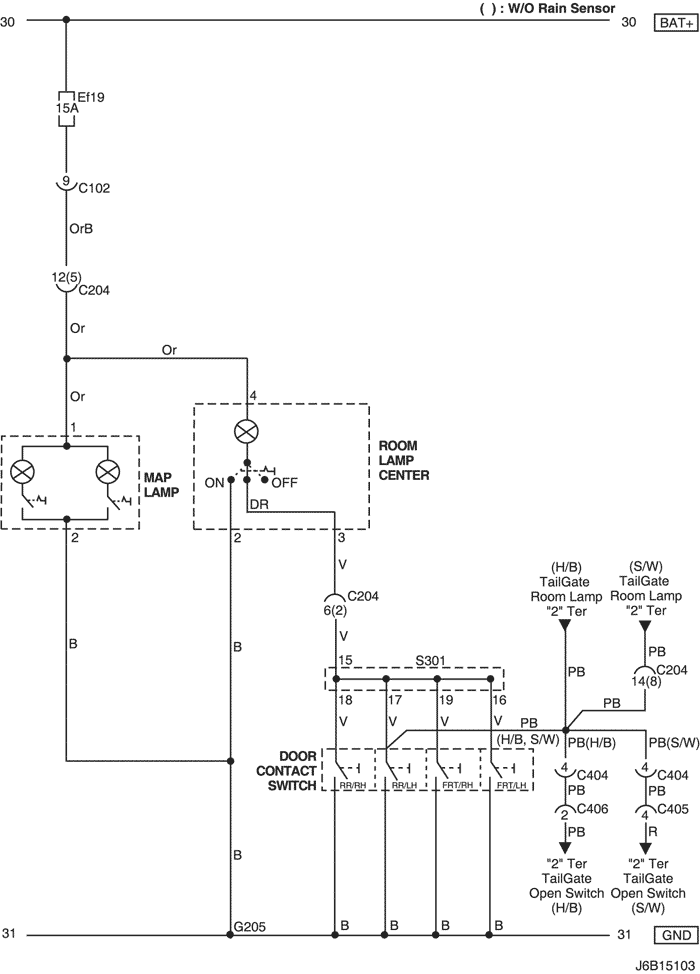 ( ) : W/O Rain Sensor
30
30
BAT+
Ef19
15A
9
C102
OrB
12(5)
C204
Or
Or
Or
4
1
MAP
LAMP
ROOM
LAMP
CENTER
ON
OFF
DR
2
2
3
V
C204
6(2)
V
B
B
(H/B)
TailGate
Room Lamp
"2" Ter
(S/W)
TailGate
Room Lamp
"2" Ter
PB
PB
C204
14(8)
PB
15
S301
18
17
19
16
V
V
V
V
PB
(H/B, S/W)
PB(H/B)
PB(S/W)
DOOR
CONTACT
SWITCH
RR/RH
RR/LH
FRT/RH
FRT/LH
4
C404
4
C404
PB
PB
2
C406
4
C405
PB
R
"2" Ter
TailGate
Open Switch
(H/B)
"2" Ter
TailGate
Open Switch
(S/W)
B
G205
B
B
B
B
31
31
GND
J6B15103